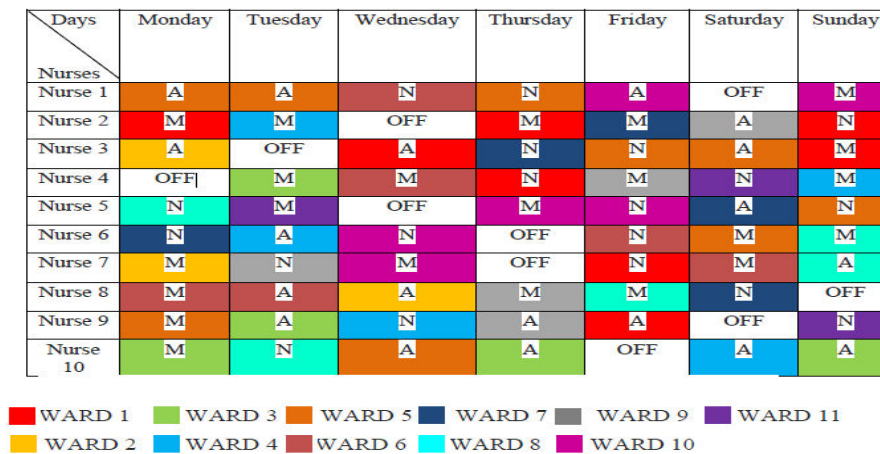 Days Monday Tuesday Wednesday Thursday Friday Saturday Sunday
Nurses
Nurse 1 A A N N A OFF M
Nurse 2 M M OFF M M A N
Nurse 3 A OFF A N N A M
Nurse 4 OFF M M N M N M
Nurse 5 N M OFF M N A N
Nurse 6 N A N OFF N M M
Nurse 7 M N M OFF N M A
Nurse 8 M A A M M N OFF
Nurse 9 M A N A A OFF N
Nurse 10 M N A A OFF A A
WARD 1 WARD 3 WARD 5 WARD 7 WARD 9 WARD 11
WARD 2 WARD 4 WARD 6 WARD 8 WARD 10